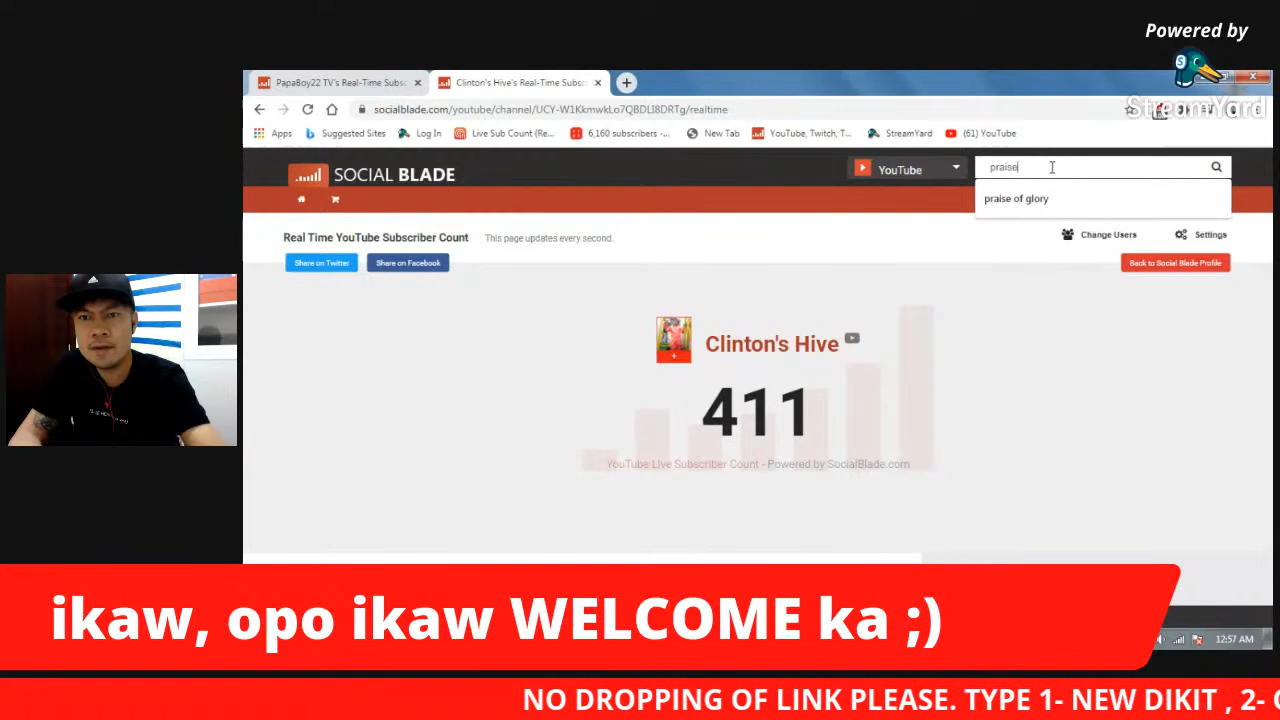 Powered by
StreamYard
PapaBoy22 TV's Real-Time Subsc
Clinton's Hive's Real-Time Subsc
socialblade.com/youtube/channel/UCY-W1KkmwkLo7QBDLI8DRTg/realtime
Apps
Suggested Sites
Log In
Live Sub Count (Re...
6,160 subscribers -...
New Tab
YouTube, Twitch, T...
StreamYard
(61) YouTube
SOCIAL BLADE
YouTube
praise
praise of glory
Real Time YouTube Subscriber Count
This page updates every second.
Change Users
Settings
Share on Twitter
Share on Facebook
Back to Social Blade Profile
Clinton's Hive
411
YouTube Live Subscriber Count - Powered by SocialBlade.com
12:57 AM
ikaw, opo ikaw WELCOME ka ;)
NO DROPPING OF LINK PLEASE. TYPE 1- NEW DIKIT , 2-